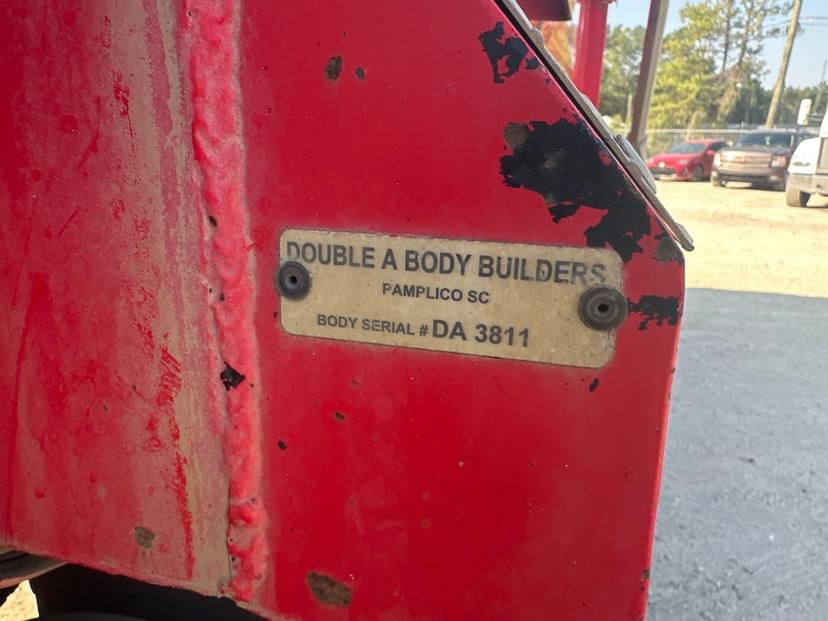 DOUBLE A BODY BUILDERS
PAMPLICO SC
BODY SERIAL # DA 3811